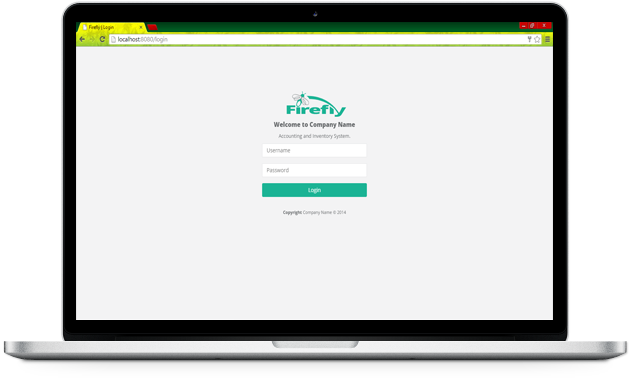 Firefly | Login
localhost:8080/login
Firefly
Welcome to Company Name
Accounting and Inventory System.
Username
Password
Login
Copyright Company Name © 2014